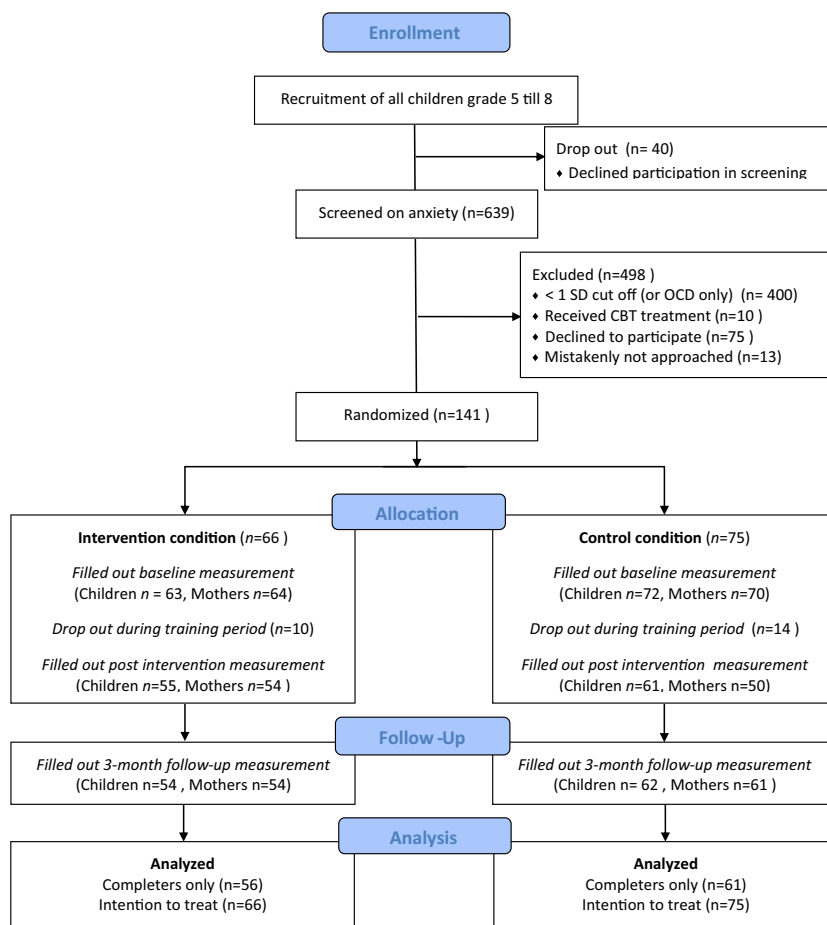 Enrollment
Recruitment of all children grade 5 till 8
Drop out (n= 40)
♦ Declined participation in screening
Screened on anxiety (n=639)
Excluded (n=498 )
♦ < 1 SD cut off (or OCD only) (n= 400)
♦ Received CBT treatment (n=10 )
♦ Declined to participate (n=75 )
♦ Mistakenly not approached (n=13)
Randomized (n=141 )
Allocation
Intervention condition (n=66 )
Filled out baseline measurement
(Children n = 63, Mothers n=64)
Drop out during training period (n=10)
Filled out post intervention measurement
(Children n=55, Mothers n=54 )
Control condition (n=75)
Filled out baseline measurement
(Children n=72, Mothers n=70)
Drop out during training period (n=14 )
Filled out post intervention measurement
(Children n=61, Mothers n=50)
Follow -Up
Filled out 3-month follow-up measurement
(Children n=54 , Mothers n=54)
Filled out 3-month follow-up measurement
(Children n= 62 , Mothers n=61 )
Analysis
Analyzed
Completers only (n=56)
Intention to treat (n=66)
Analyzed
Completers only (n=61)
Intention to treat (n=75)